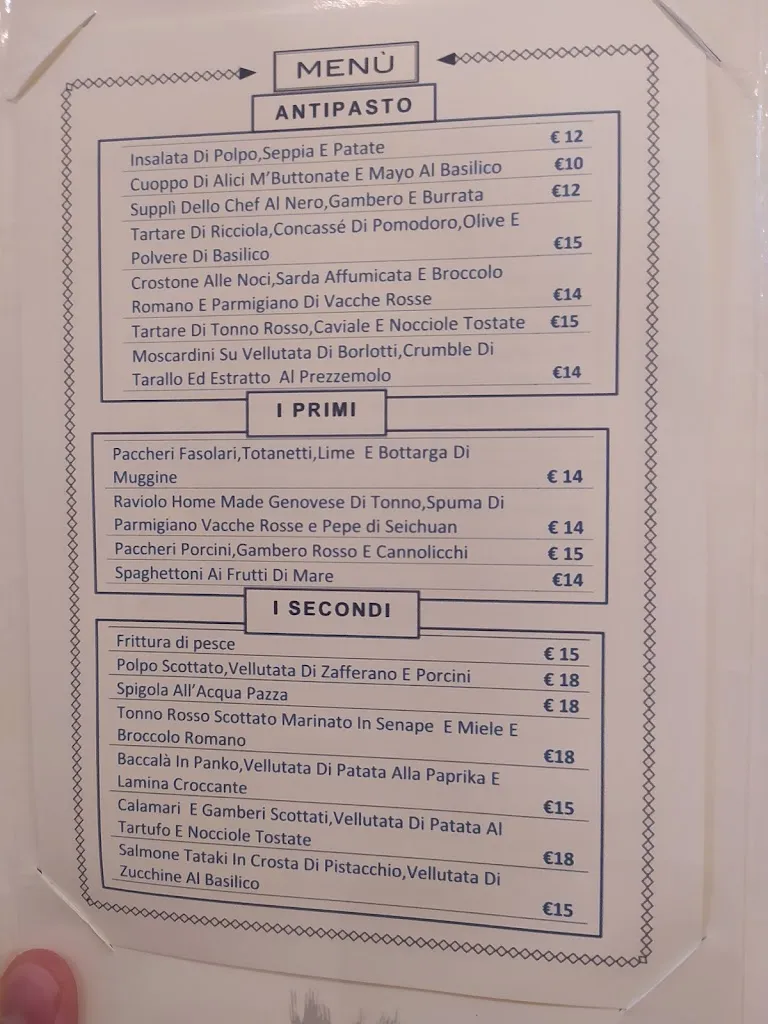 MENÙ
ANTIPASTO
Insalata Di Polpo,Seppia E Patate € 12
Cuoppo Di Alici M'Buttonate E Mayo Al Basilico €10
Supplì Dello Chef Al Nero,Gambero E Burrata €12
Tartare Di Ricciola,Concassé Di Pomodoro,Olive E
Polvere Di Basilico €15
Crostone Alle Noci,Sarda Affumicata E Broccolo
Romano E Parmigiano Di Vacche Rosse €14
Tartare Di Tonno Rosso,Caviale E Nocciole Tostate €15
Moscardini Su Vellutata Di Borlotti,Crumble Di
Tarallo Ed Estratto Al Prezzemolo €14
I PRIMI
Paccheri Fasolari,Totanetti,Lime E Bottarga Di
Muggine € 14
Raviolo Home Made Genovese Di Tonno,Spuma Di
Parmigiano Vacche Rosse e Pepe di Seichuan € 14
Paccheri Porcini,Gambero Rosso E Cannolicchi € 15
Spaghettoni Ai Frutti Di Mare €14
I SECONDI
Frittura di pesce € 15
Polpo Scottato,Vellutata Di Zafferano E Porcini € 18
Spigola All'Acqua Pazza € 18
Tonno Rosso Scottato Marinato In Senape E Miele E
Broccolo Romano €18
Baccalà In Panko,Vellutata Di Patata Alla Paprika E
Lamina Croccante €15
Calamari E Gamberi Scottati,Vellutata Di Patata Al
Tartufo E Nocciole Tostate €18
Salmone Tataki In Crosta Di Pistacchio,Vellutata Di
Zucchine Al Basilico €15